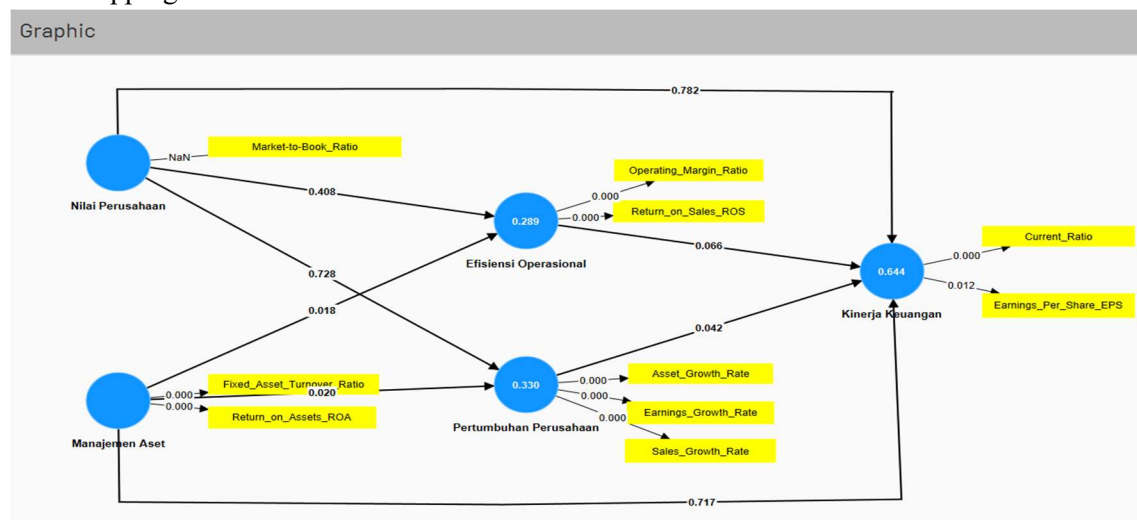 Graphic
0.782
NaN
Market-to-Book_Ratio
Nilai Perusahaan
0.408
0.728
0.018
0.289
Efisiensi Operasional
0.000
Operating_Margin_Ratio
0.000
Return_on_Sales_ROS
0.066
0.644
Kinerja Keuangan
0.000
Current_Ratio
0.012
Earnings_Per_Share_EPS
0.042
Manajemen Aset
0.000
Fixed_Asset_Turnover_Ratio
0.000
Return_on_Assets_ROA
0.020
0.330
Pertumbuhan Perusahaan
0.000
Asset_Growth_Rate
0.000
Earnings_Growth_Rate
0.000
Sales_Growth_Rate
0.717